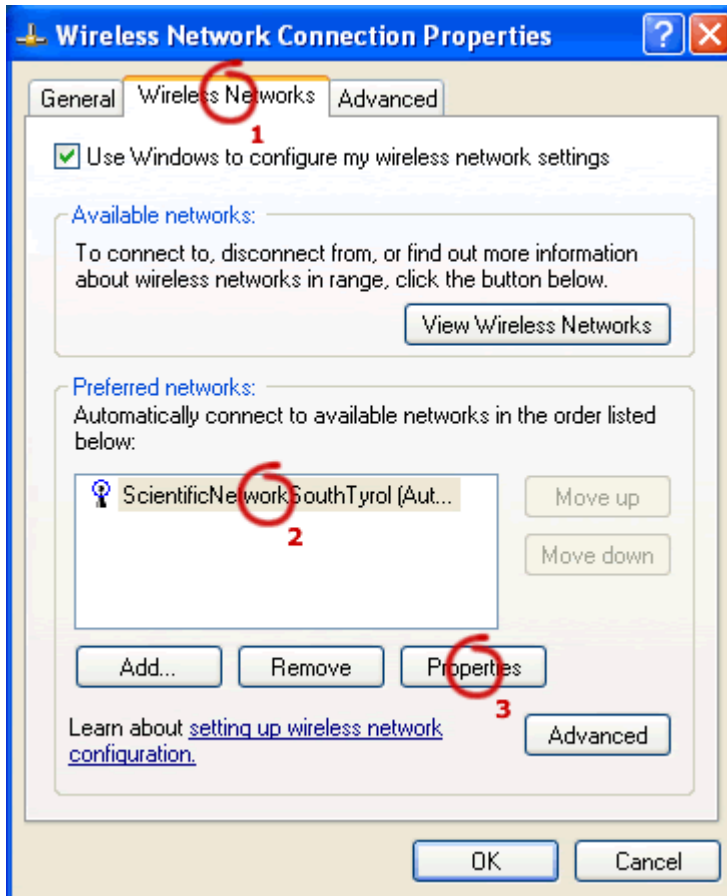 Wireless Network Connection Properties
General Wireless Networks Advanced
1
Use Windows to configure my wireless network settings
Available networks:
To connect to, disconnect from, or find out more information
about wireless networks in range, click the button below.
View Wireless Networks
Preferred networks:
Automatically connect to available networks in the order listed
below:
ScientificNetworkSouthTyrol (Aut...
2
Move up
Move down
Add... Remove Properties
3
Learn about setting up wireless network
configuration.
Advanced
OK Cancel